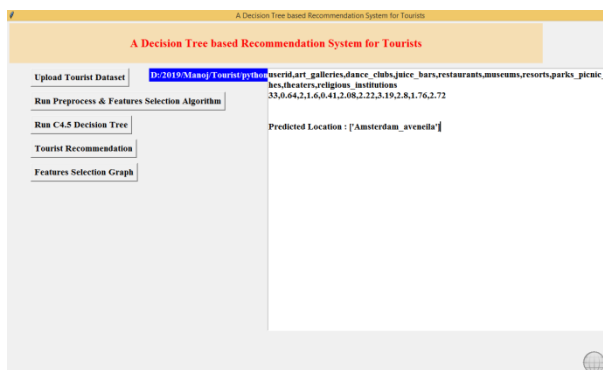 A Decision Tree based Recommendation System for Tourists
A Decision Tree based Recommendation System for Tourists
Upload Tourist Dataset
D:/2019/Manoj/Tourist/python
userid,art_galleries,dance_clubs,juice_bars,restaurants,museums,resorts,parks_picnic_
hes,theaters,religious_institutions
33,0.64,2,1.6,0.41,2.08,2.22,3.19,2.8,1.76,2.72
Run Preprocess & Features Selection Algorithm
Run C4.5 Decision Tree
Predicted Location : ['Amsterdam_aveneila']
Tourist Recommendation
Features Selection Graph